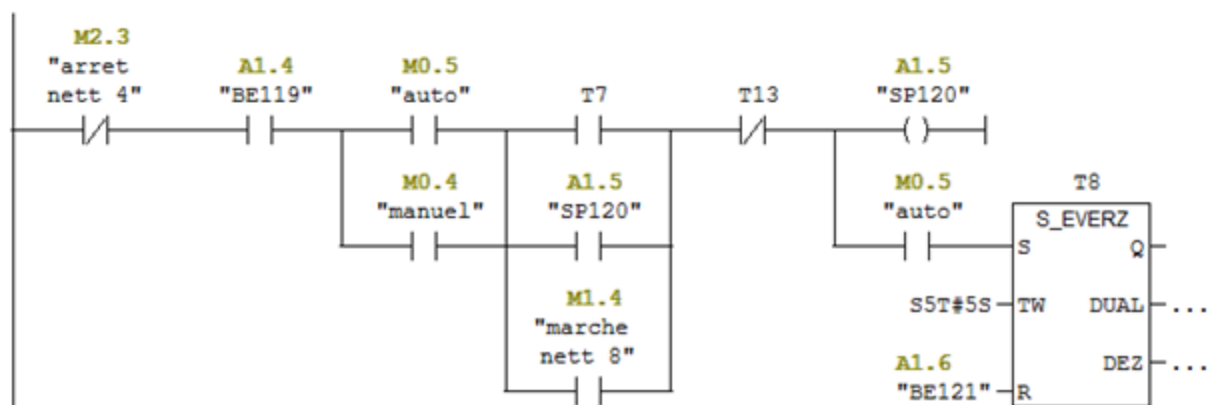 M2.3
"arret
nett 4"
A1.4
"BE119"
M0.5
"auto"
T7
T13
A1.5
"SP120"
M0.4
"manuel"
A1.5
"SP120"
M0.5
"auto"
T8
S_EVERZ
S
Q
M1.4
"marche
nett 8"
S5T#5S
TW
DUAL
...
A1.6
"BE121"
R
DEZ
...